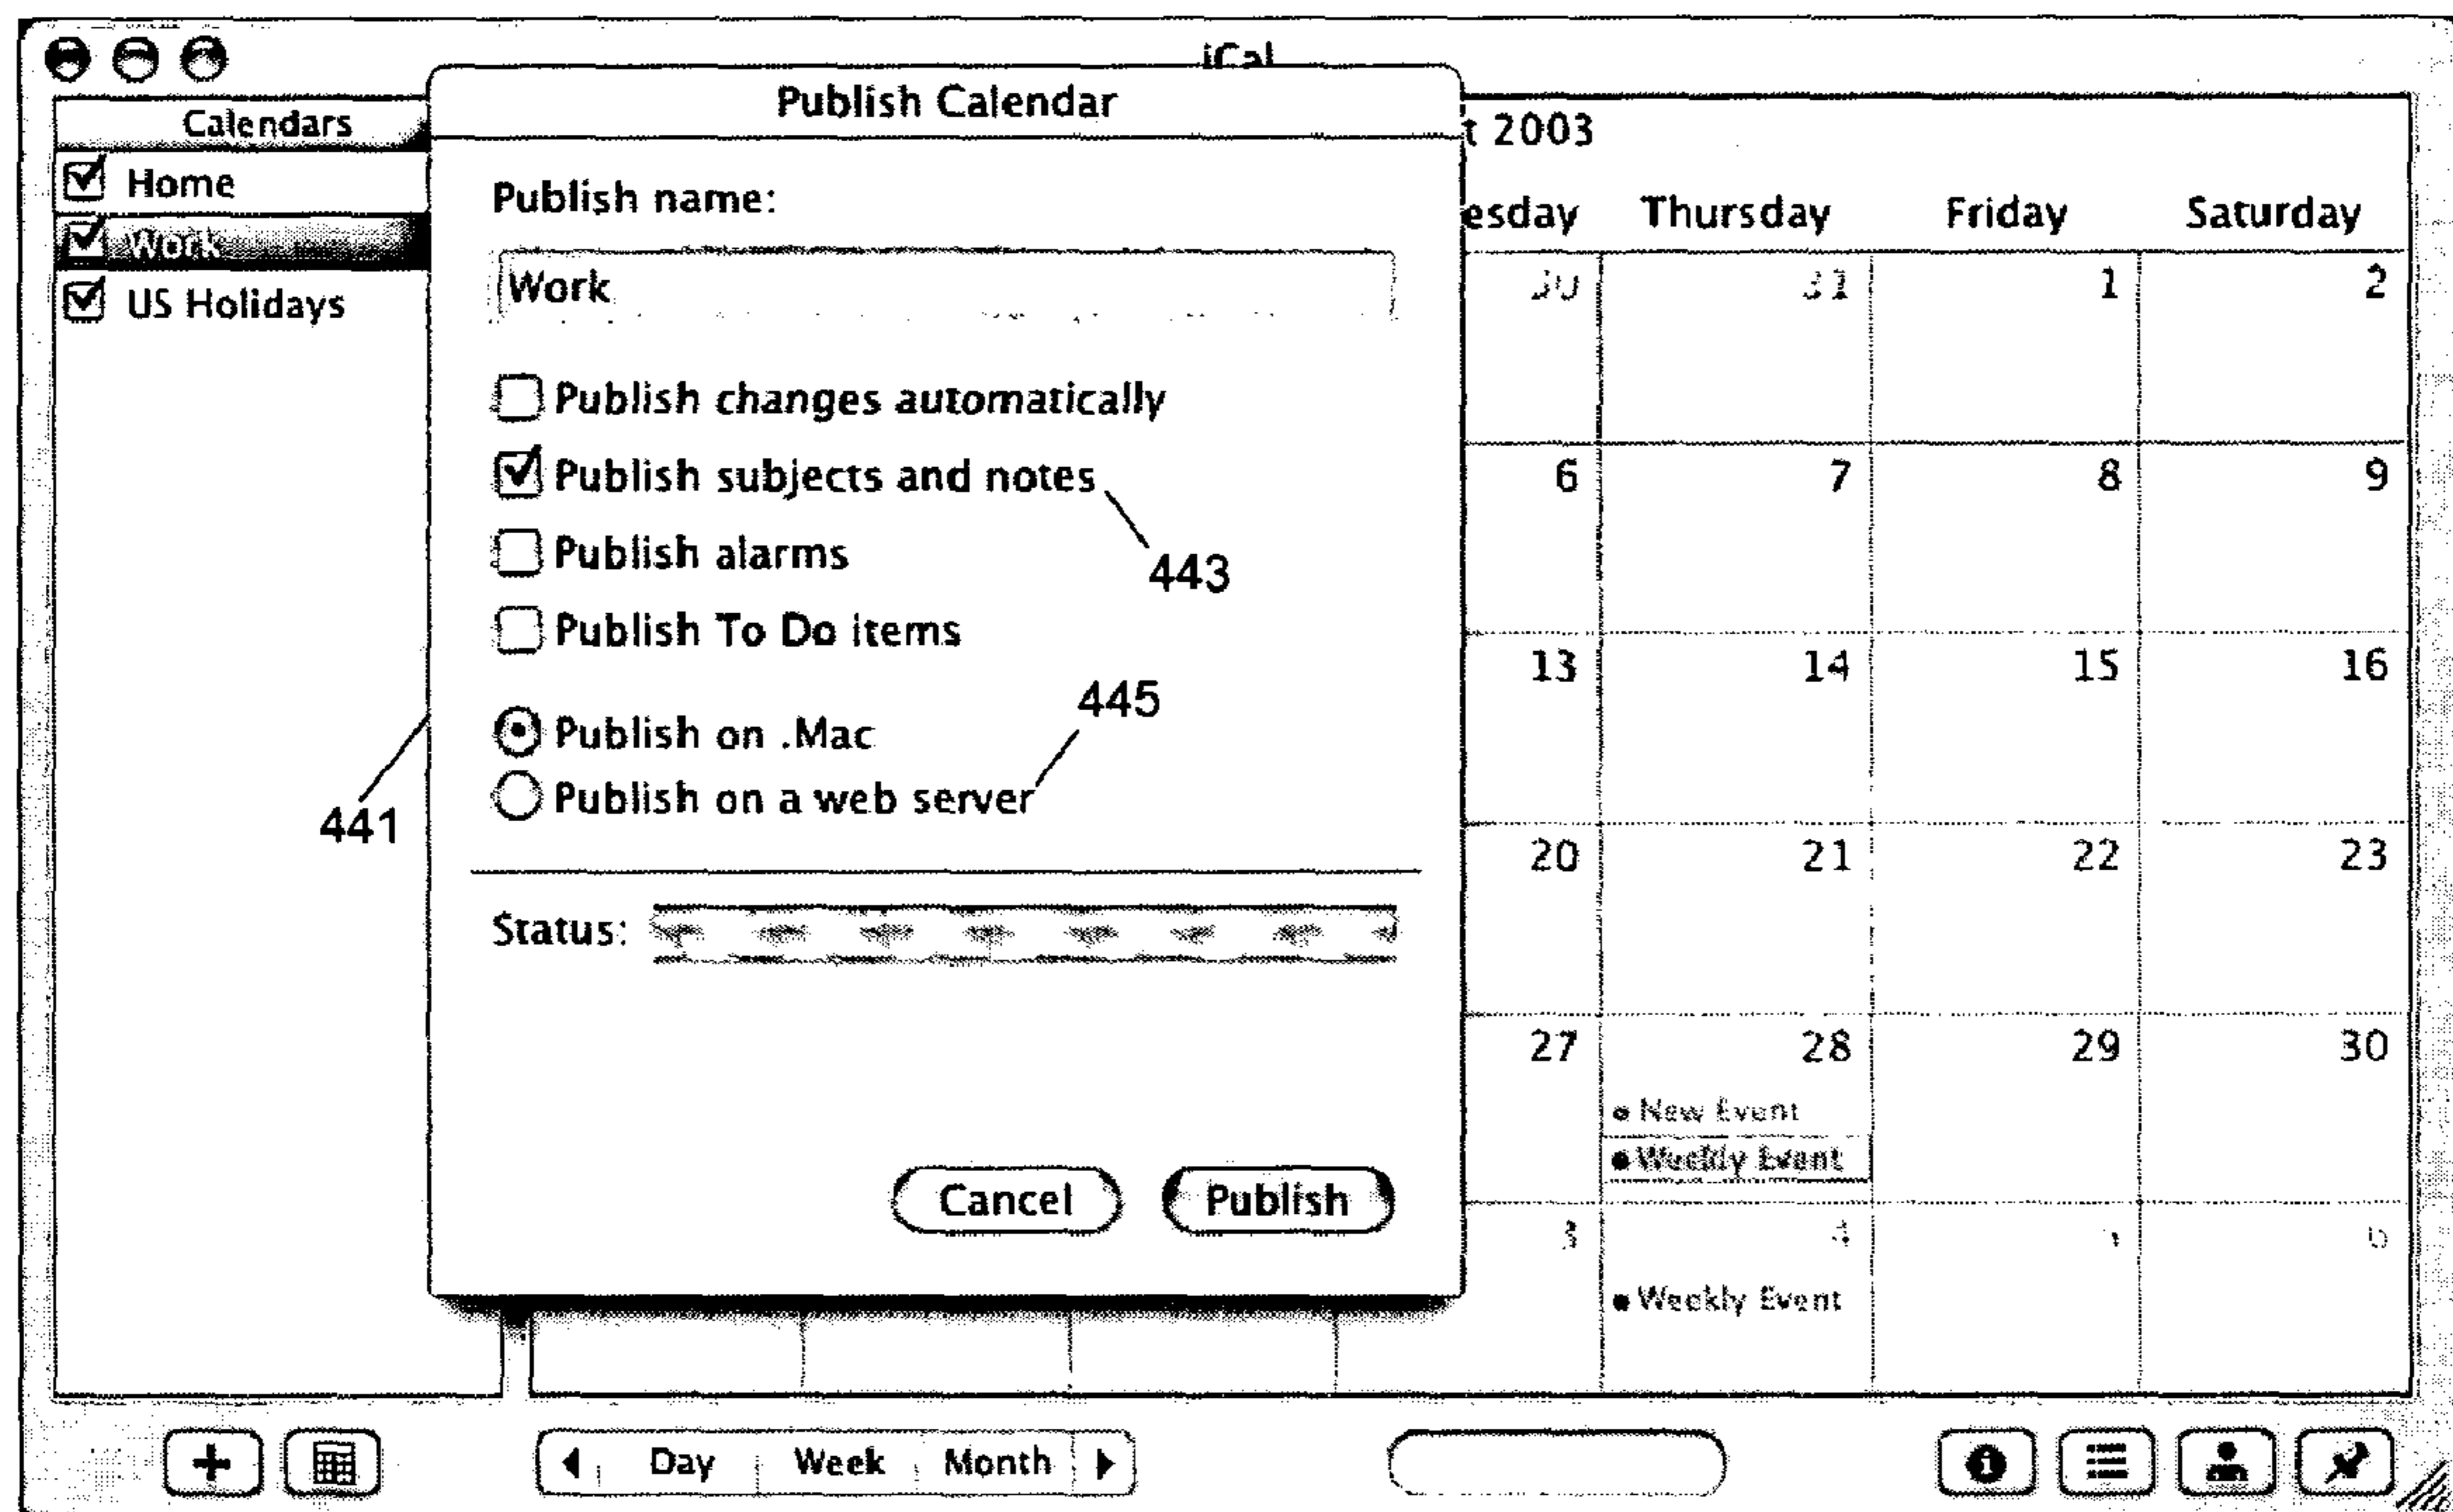 iCal
Publish Calendar
Calendars
t 2003
Home
Work
US Holidays
Publish name:
Work
esday Thursday Friday Saturday
30 31 1 2
Publish changes automatically
Publish subjects and notes
443
6 7 8 9
Publish alarms
Publish To Do items
13 14 15 16
445
Publish on .Mac
Publish on a web server
441
20 21 22 23
Status:
27 28 29 30
New Event
Weekly Event
Cancel Publish
3 4 6
Weekly Event
Day Week Month